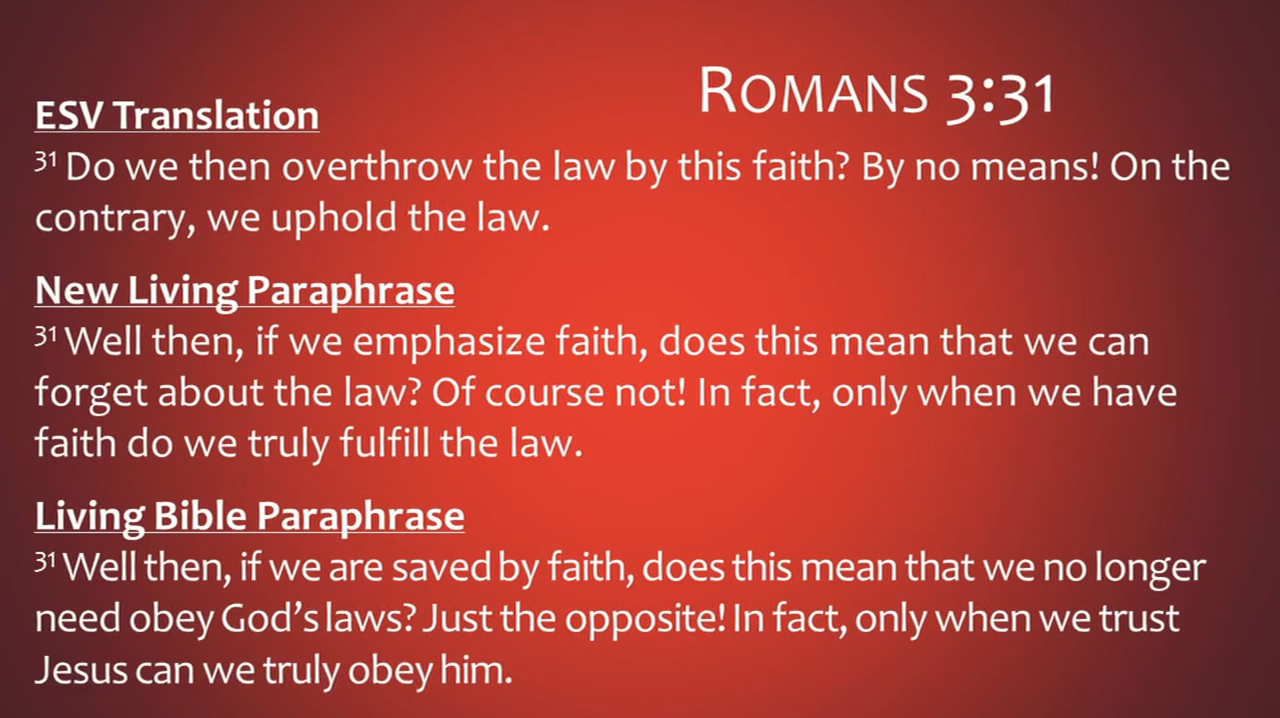 ROMANS 3:31
ESV Translation
31 Do we then overthrow the law by this faith? By no means! On the
contrary, we uphold the law.
New Living Paraphrase
31 Well then, if we emphasize faith, does this mean that we can
forget about the law? Of course not! In fact, only when we have
faith do we truly fulfill the law.
Living Bible Paraphrase
31 Well then, if we are saved by faith, does this mean that we no longer
need obey God's laws? Just the opposite! In fact, only when we trust
Jesus can we truly obey him.